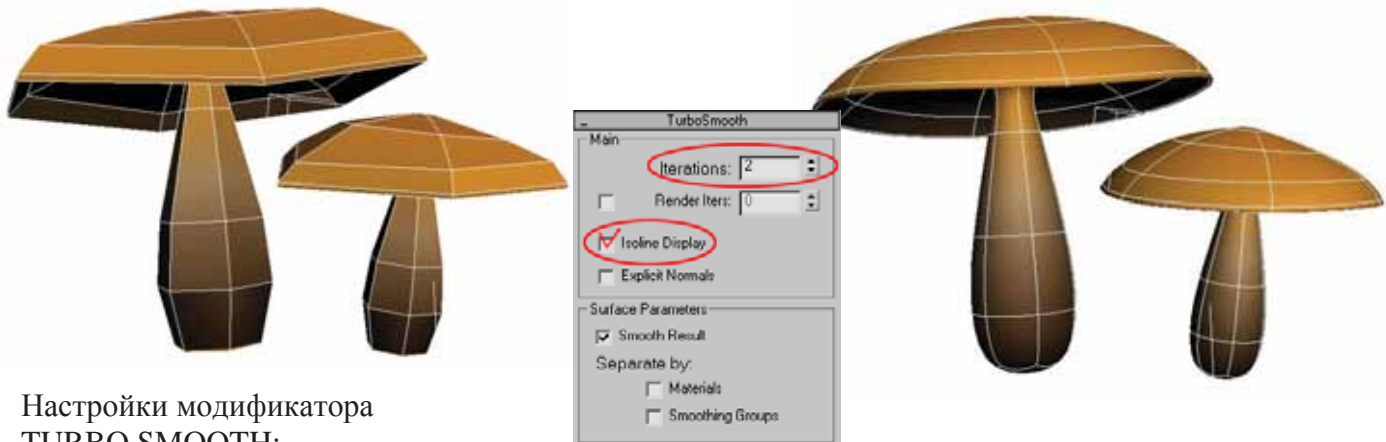 TurboSmooth
Main
Iterations: 2
Render Iters: 0
Isoline Display
Explicit Normals
Surface Parameters
Smooth Result
Separate by:
Materials
Smoothing Groups
Настройки модификатора
TURBO SMOOTH: